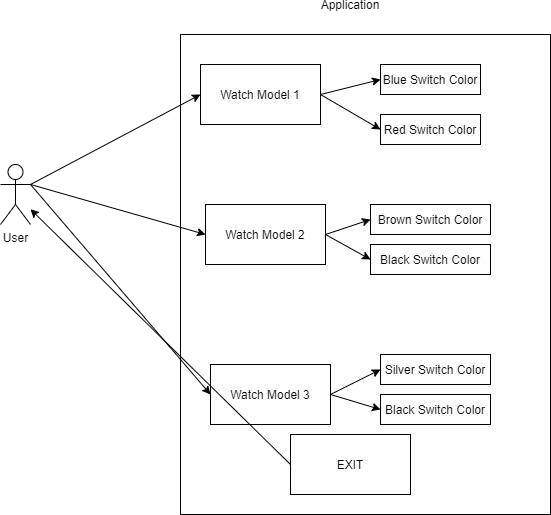 Application
Blue Switch Color
Watch Model 1
Red Switch Color
User
Brown Switch Color
Watch Model 2
Black Switch Color
Silver Switch Color
Watch Model 3
Black Switch Color
EXIT